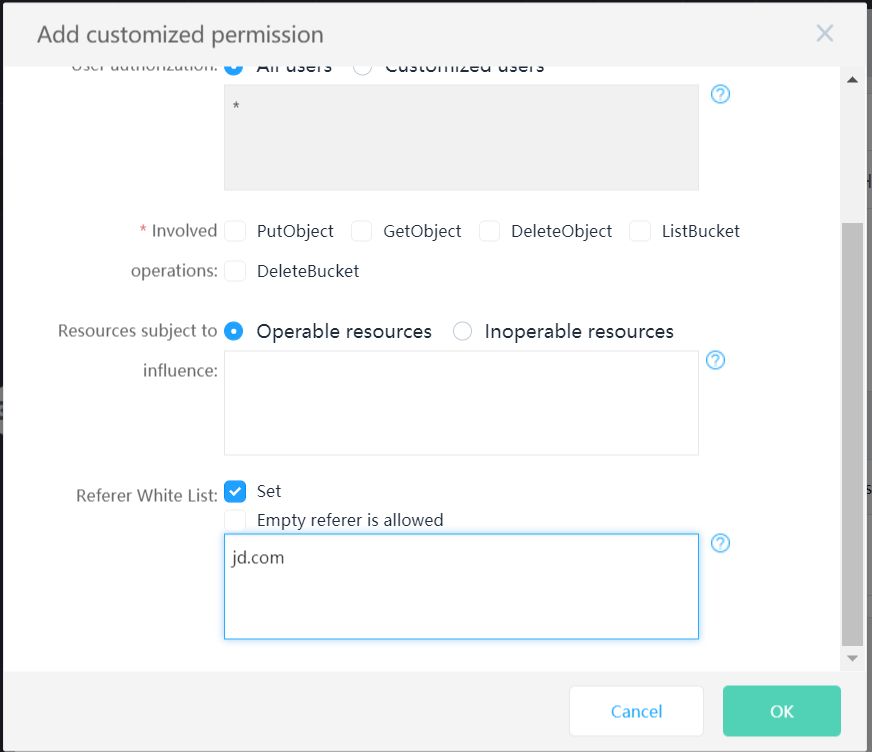 Add customized permission
User authorization: All users Customized users
*
* Involved operations: PutObject GetObject DeleteObject ListBucket
DeleteBucket
Resources subject to influence: Operable resources Inoperable resources
Referer White List: Set
Empty referer is allowed
jd.com
Cancel OK